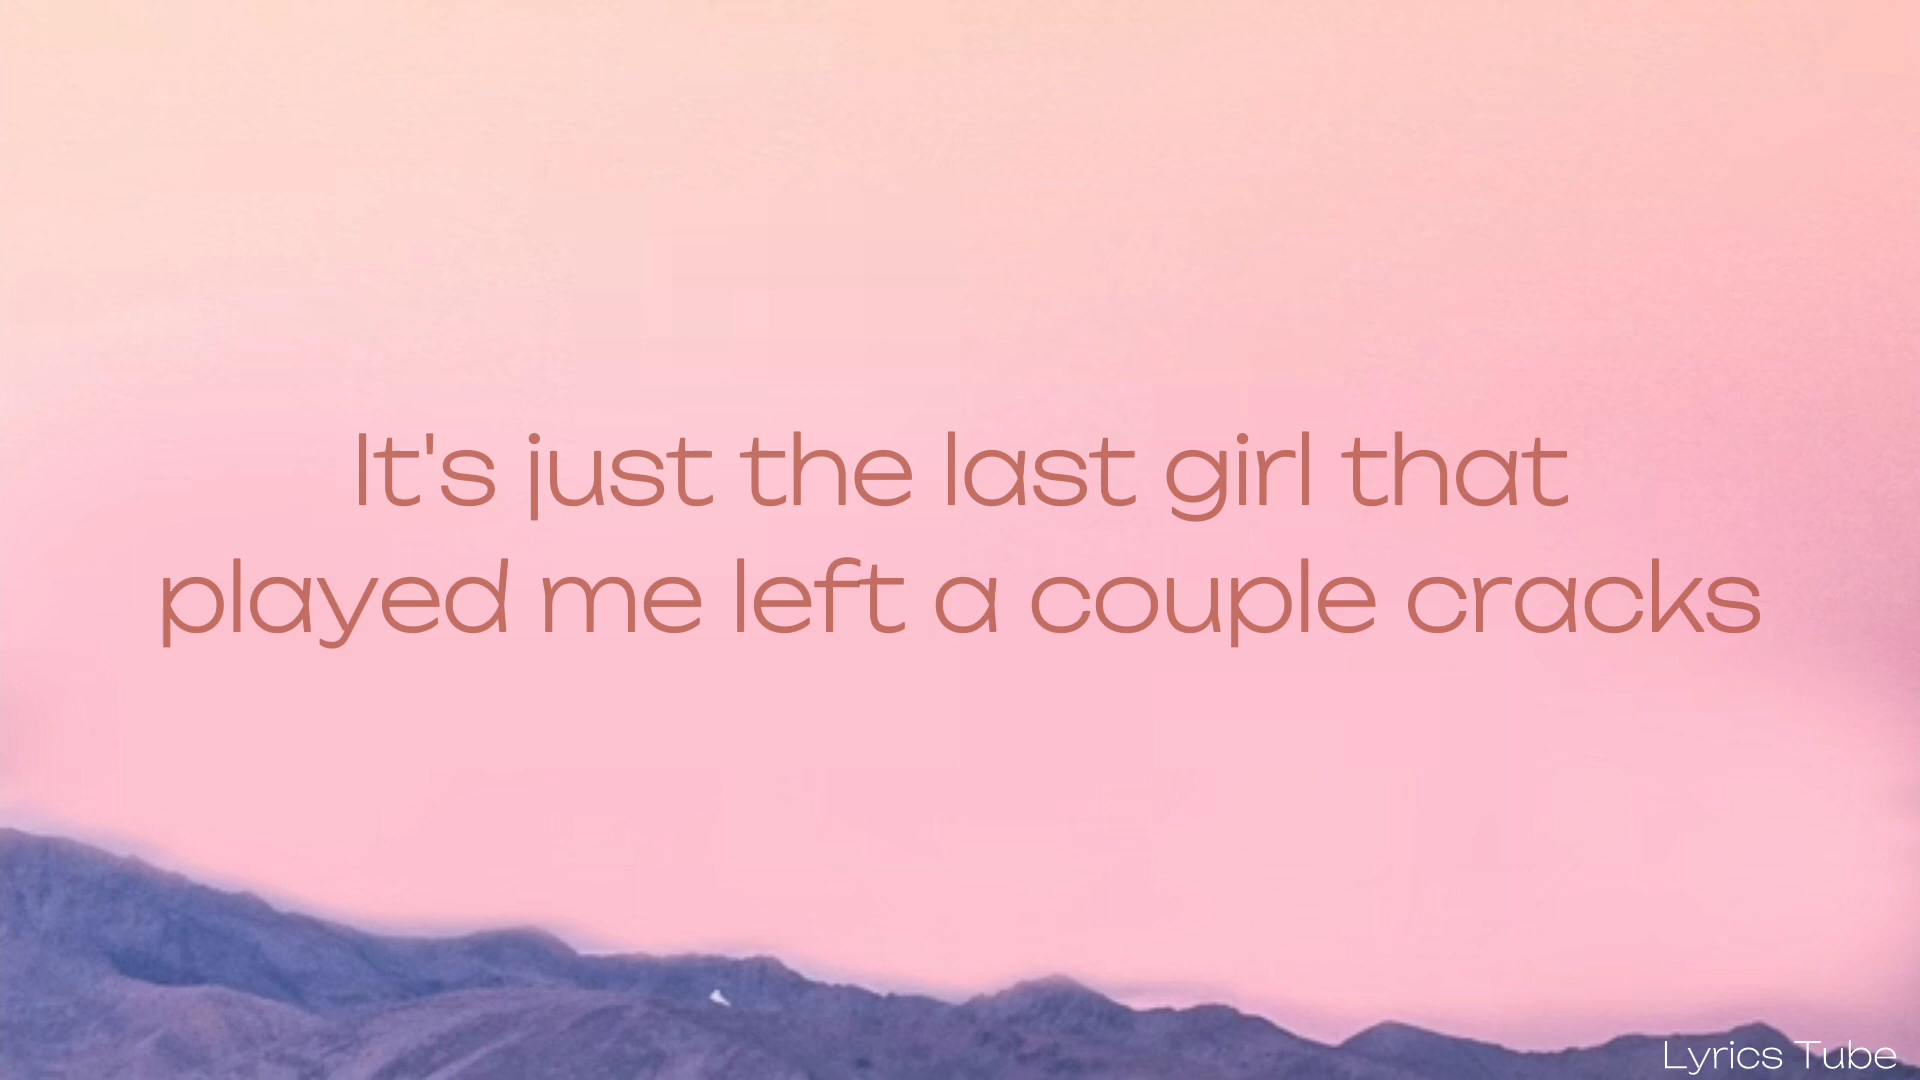 It's just the last girl that
played me left a couple cracks
Lyrics Tube